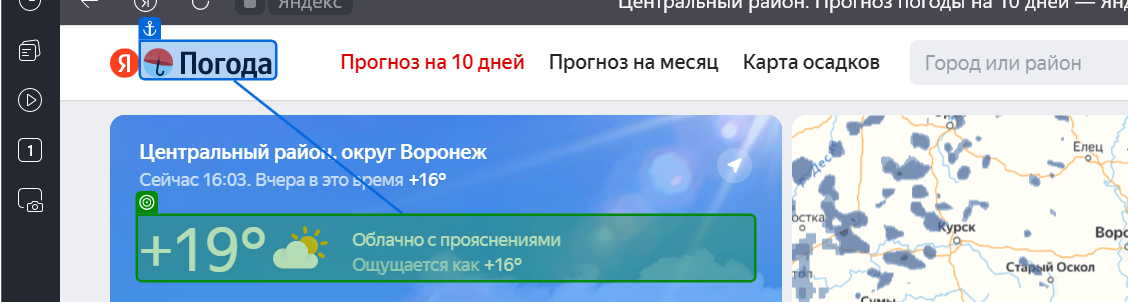 Яндекс
Центральный район. Прогноз погоды на 10 дней —
Я Погода
Прогноз на 10 дней
Прогноз на месяц
Карта осадков
Город или район
1
Центральный район, округ Воронеж
Сейчас 16:03. Вчера в это время +16°
+19°
Облачно с прояснениями
Ощущается как +16°
Елец
Курск
Старый Оскол
Сумы